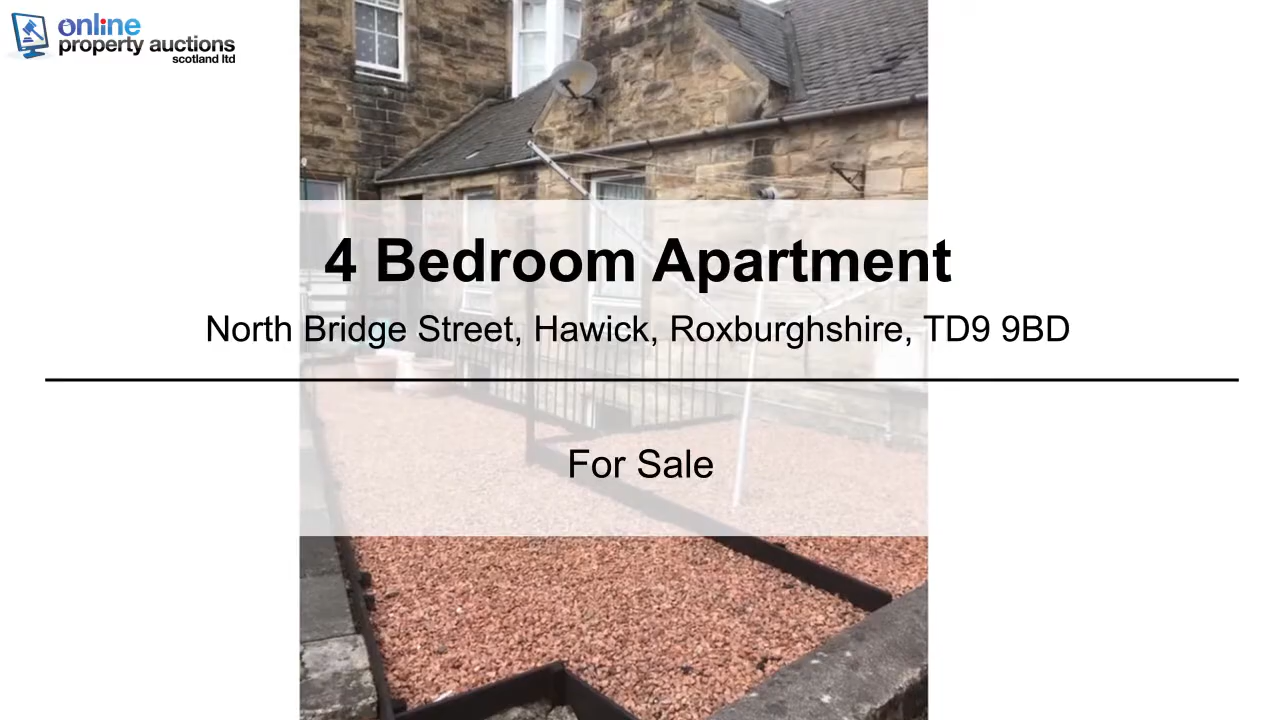 online
property auctions
scotland ltd
4 Bedroom Apartment
North Bridge Street, Hawick, Roxburghshire, TD9 9BD
For Sale